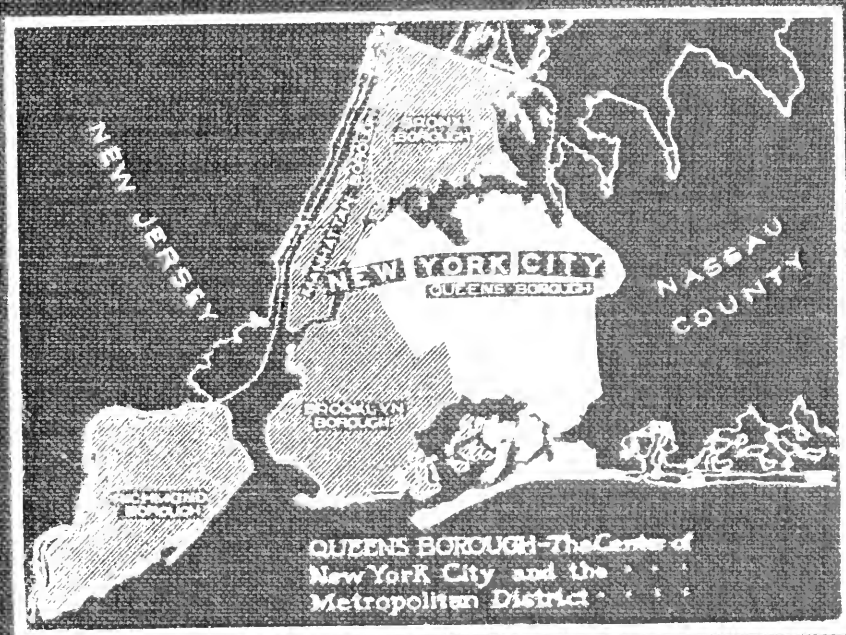 NEW JERSEY
BRONX
BOROUGH
MANHATTAN BOROUGH
NEW YORK CITY
QUEENS BOROUGH
NASSAU
COUNTY
BROOKLYN
BOROUGH
RICHMOND
BOROUGH
QUEENS BOROUGH-The Center of
New York City and the * * *
Metropolitan District * * * *